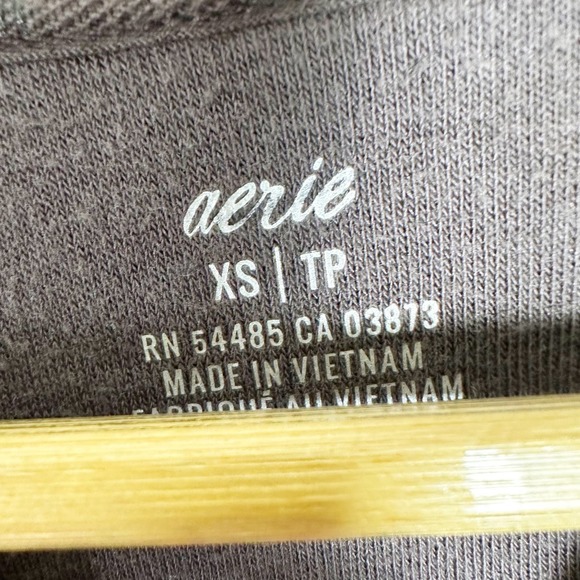 aerie
XS | TP
RN 54485 CA 03873
MADE IN VIETNAM
FABRIQUÉ AU VIETNAM